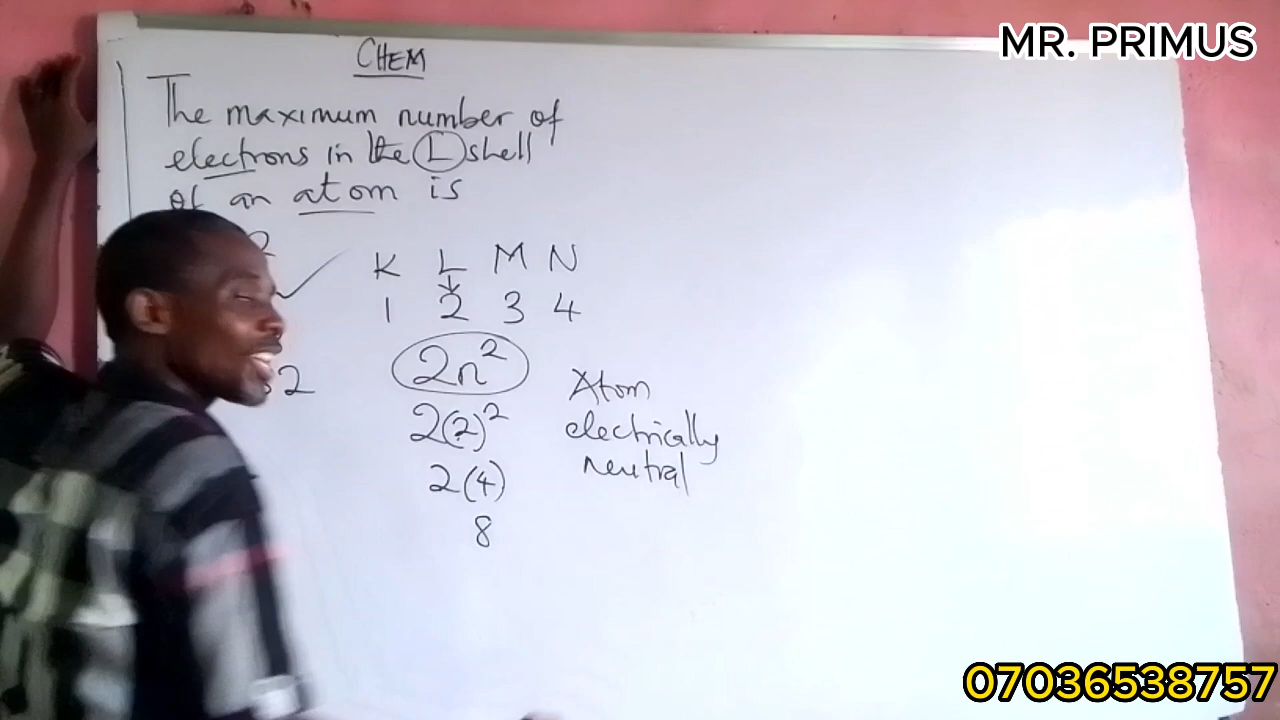 MR. PRIMUS
CHEM
The maximum number of
electrons in the L shell
of an atom is
2
K L M N
1 2 3 4
2n²
2(2)²
2(4)
8
Atom
electrically
neutral
07036538757